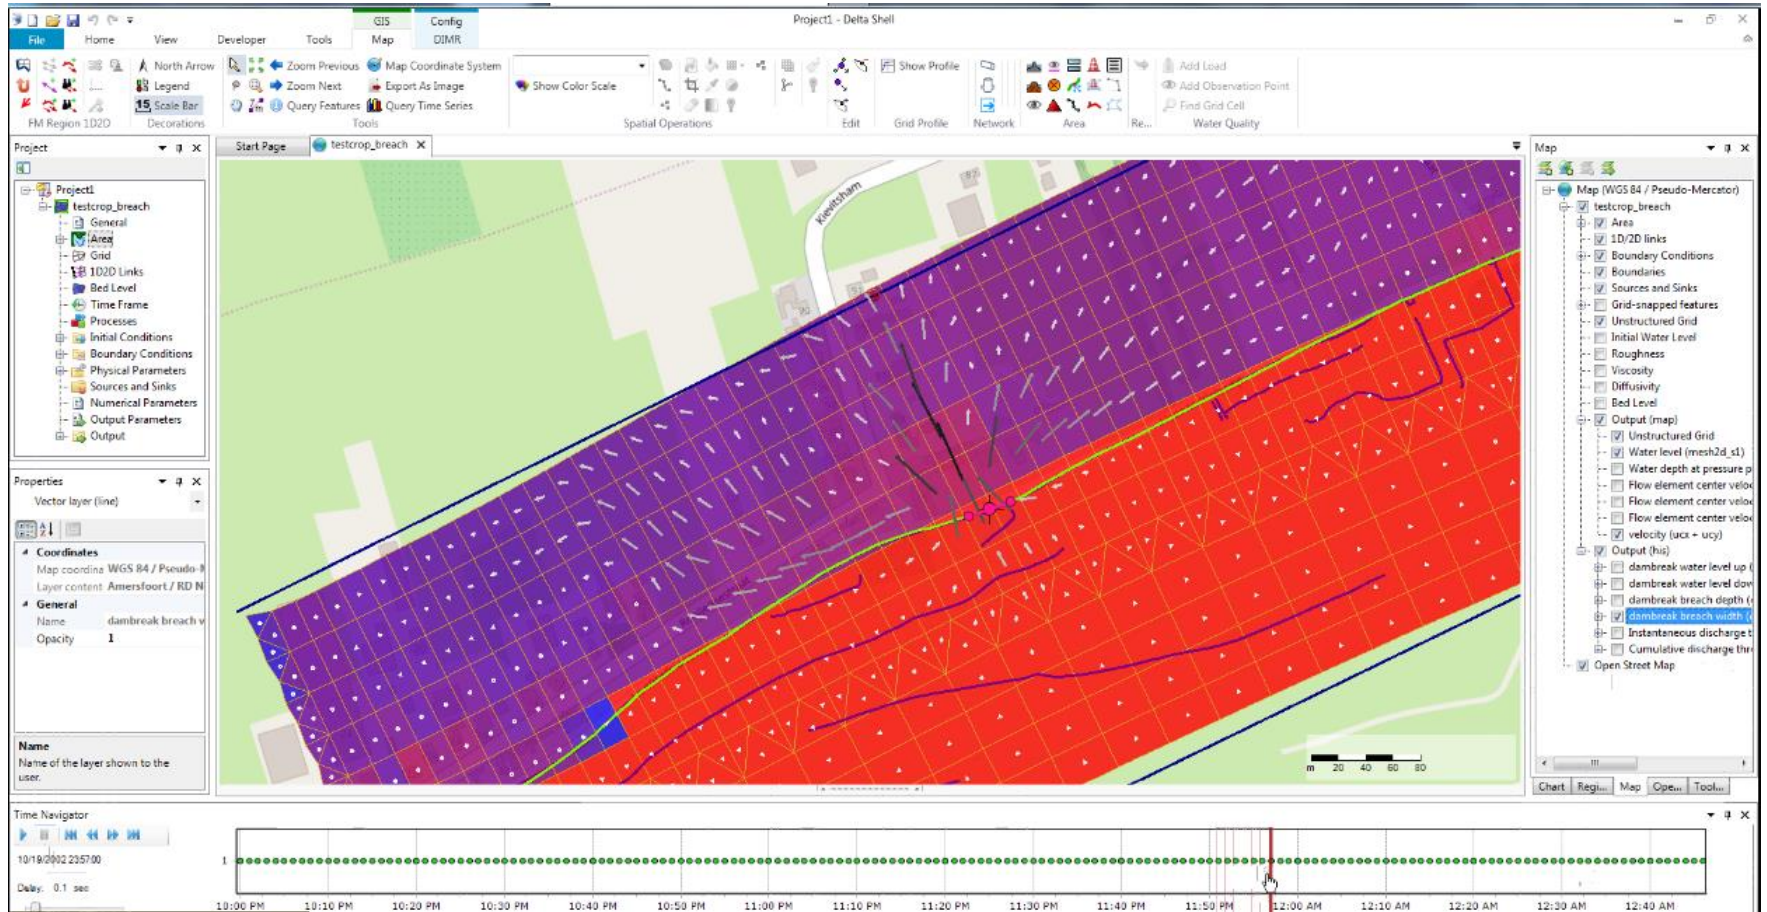 GIS Config Project1 - Delta Shell
File Home View Developer Tools Map DIMR
North Arrow Zoom Previous Map Coordinate System Show Profile Add Load
Legend Zoom Next Export As Image Show Color Scale Add Observation Point
15 Scale Bar Query Features Query Time Series Find Grid Cell
FM Region 1D2D Decorations Tools Spatial Operations Edit Grid Profile Network Area Re... Water Quality
Project
Project1
testcrop_breach
General
Area
Grid
1D2D Links
Bed Level
Time Frame
Processes
Initial Conditions
Boundary Conditions
Physical Parameters
Sources and Sinks
Numerical Parameters
Output Parameters
Output
Properties
Vector layer (line)
Coordinates
Map coordina WGS 84 / Pseudo-M
Layer content Amersfoort / RD N
General
Name dambreak breach w
Opacity 1
Name
Name of the layer shown to the
user.
Start Page testcrop_breach X
Kievitsham
m 20 40 60 80
Map
Map (WGS 84 / Pseudo-Mercator)
testcrop_breach
Area
1D/2D links
Boundary Conditions
Boundaries
Sources and Sinks
Grid-snapped features
Unstructured Grid
Initial Water Level
Roughness
Viscosity
Diffusivity
Bed Level
Output (map)
Unstructured Grid
Water level (mesh2d_s1)
Water depth at pressure p
Flow element center veloc
Flow element center veloc
Flow element center veloc
velocity (ucx + ucy)
Output (his)
dambreak water level up (
dambreak water level dow
dambreak breach depth (
dambreak breach width (
Instantaneous discharge t
Cumulative discharge thr
Open Street Map
Chart Regi... Map Ope... Tool...
Time Navigator
10/19/2002 23:57:00
Delay: 0.1 sec
1
10:00 PM 10:10 PM 10:20 PM 10:30 PM 10:40 PM 10:50 PM 11:00 PM 11:10 PM 11:20 PM 11:30 PM 11:40 PM 11:50 PM 12:00 AM 12:10 AM 12:20 AM 12:30 AM 12:40 AM